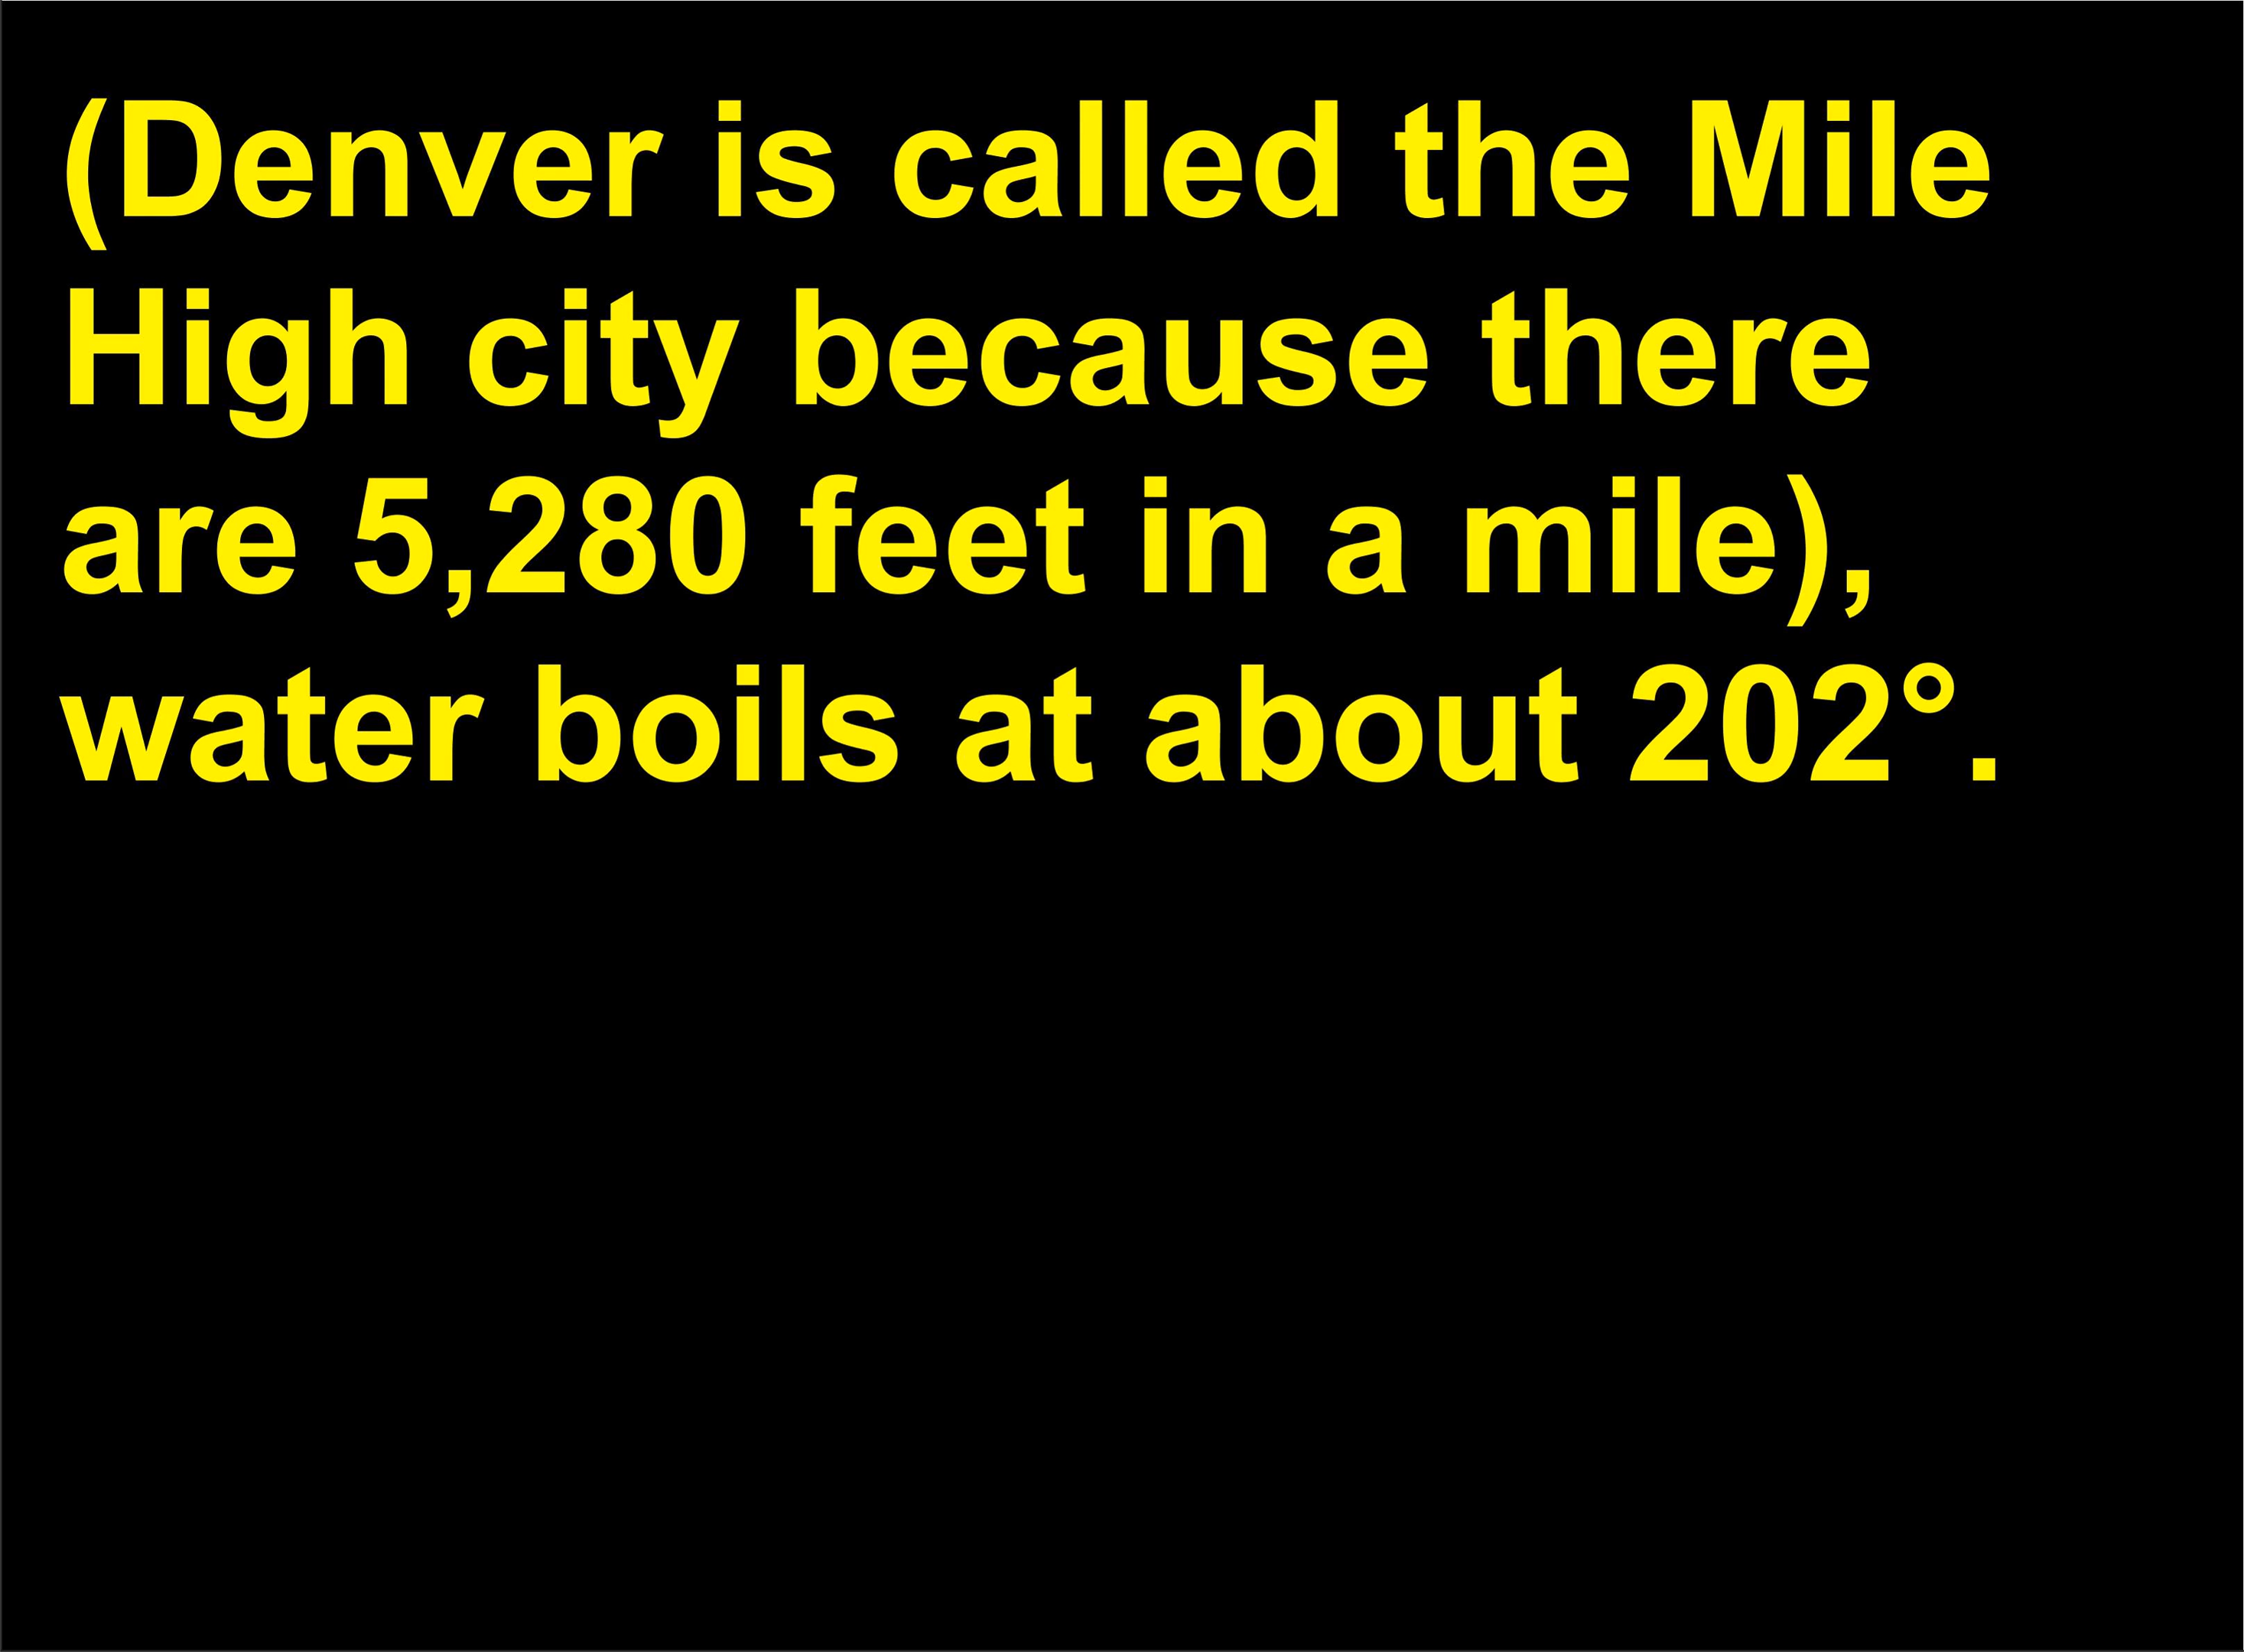 (Denver is called the Mile
High city because there
are 5,280 feet in a mile),
water boils at about 202° .